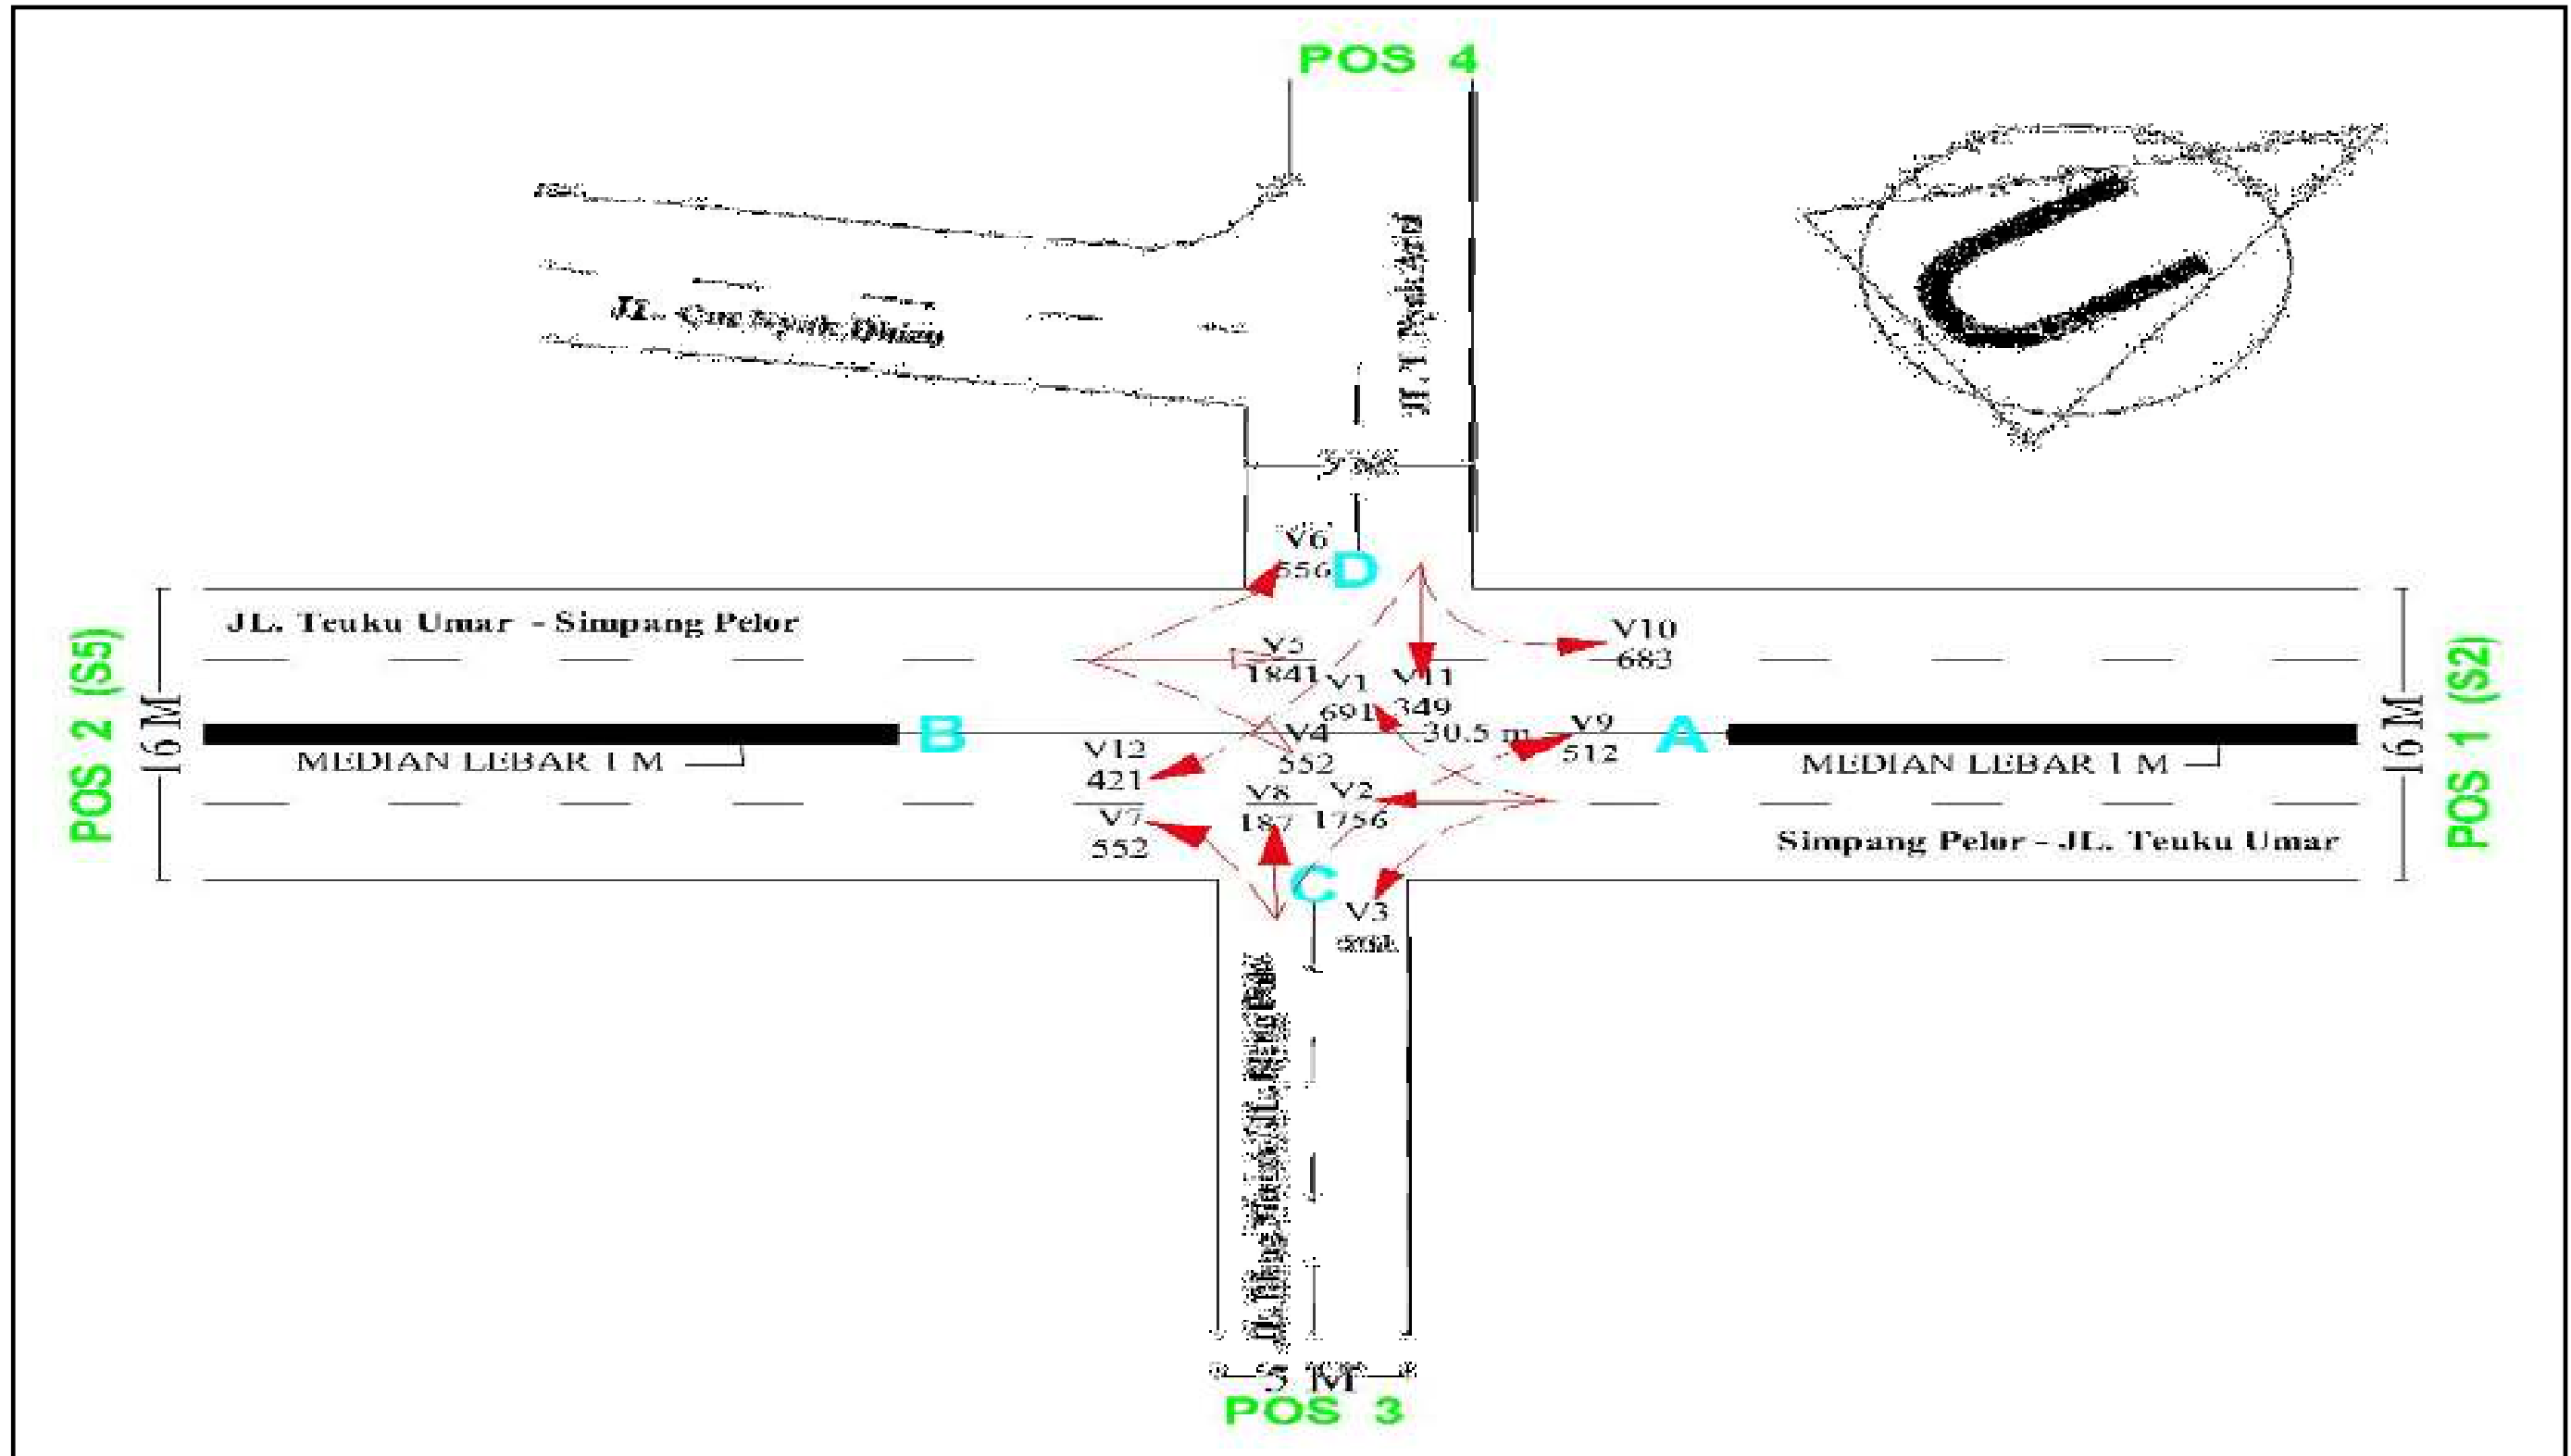 POS 4
V6
556
D
JL. Teuku Umar - Simpang Pelor
V5
1841
V10
683
V1
691
V11
349
POS 2 (S5)
16 M
B
MEDIAN LEBAR 1 M
V12
421
V4
552
30.5 m
V9
512
A
MEDIAN LEBAR 1 M
16 M
POS 1 (S2)
V7
552
V8
187
V2
1756
Simpang Pelor - JL. Teuku Umar
C
V3
5 M
POS 3